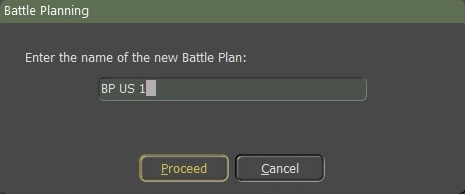 Battle Planning
Enter the name of the new Battle Plan:
BP US 1
Proceed Cancel